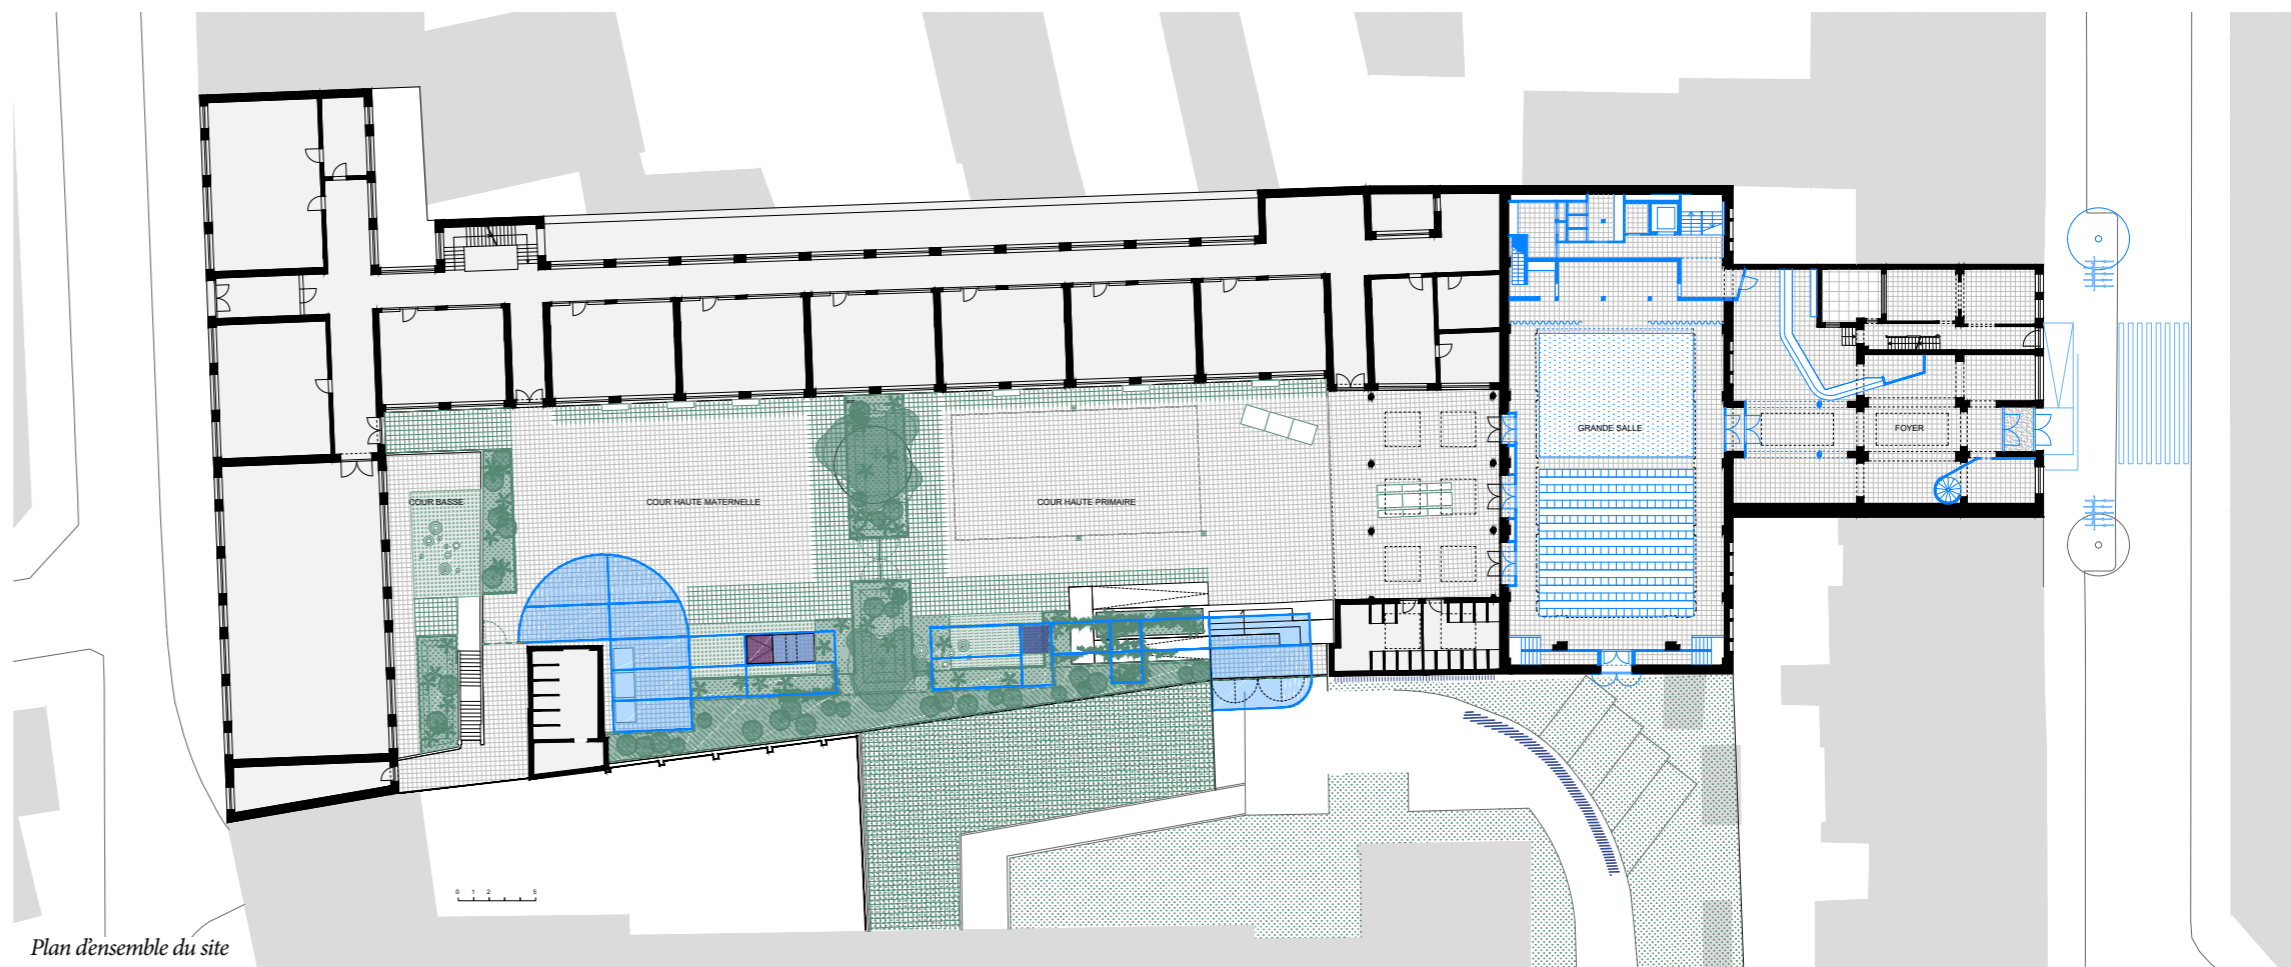 GRANDE SALLE
FOYER
COUR BASSE
COUR HAUTE MATERNELLE
COUR HAUTE PRIMAIRE
0 1 2 5
Plan d'ensemble du site